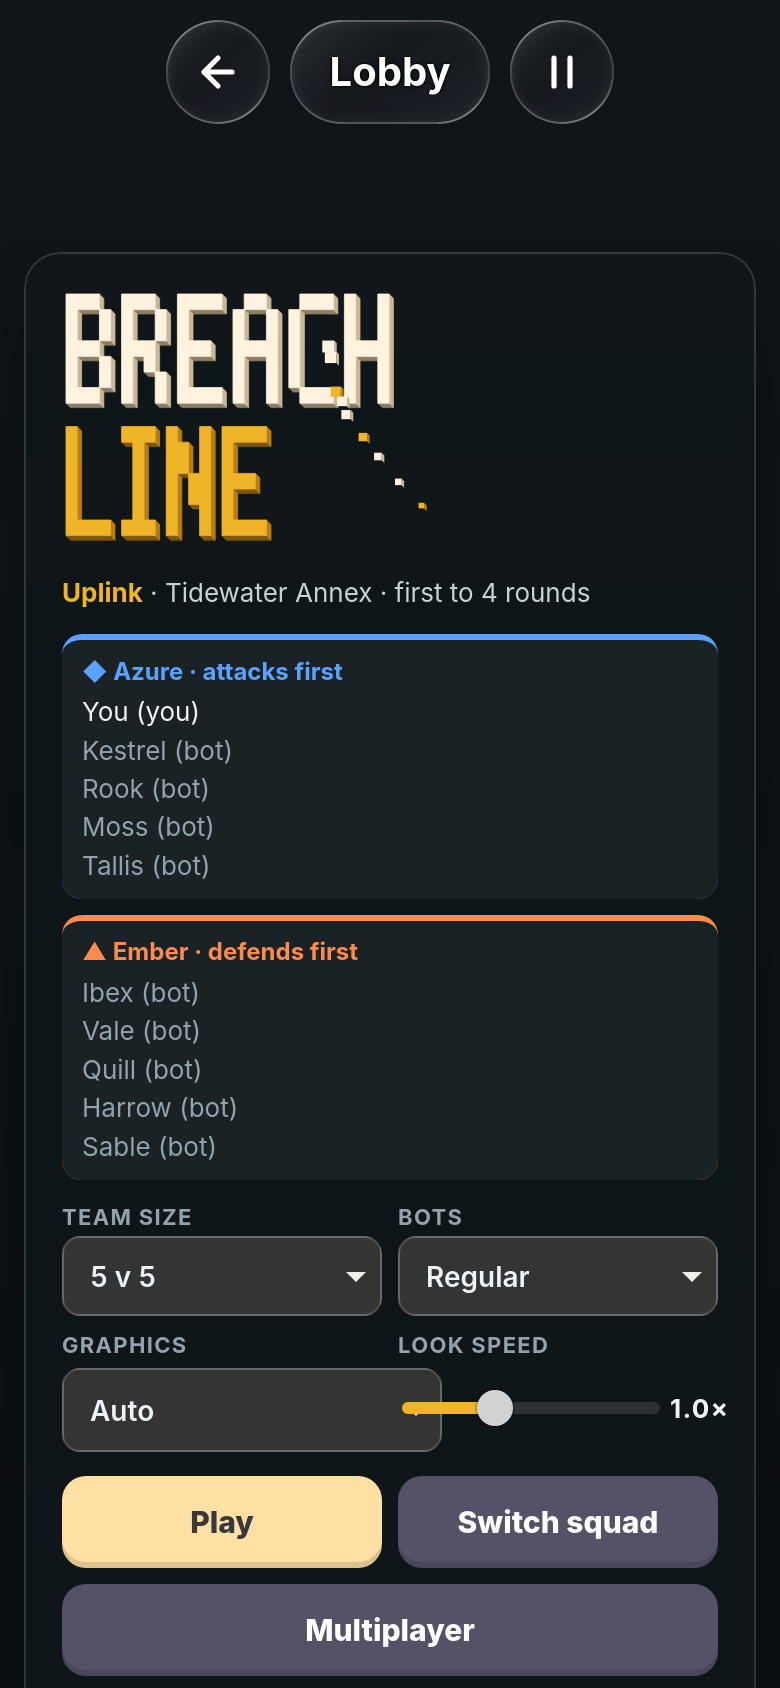 Lobby
BREACH
LINE
Uplink · Tidewater Annex · first to 4 rounds
Azure · attacks first
You (you)
Kestrel (bot)
Rook (bot)
Moss (bot)
Tallis (bot)
Ember · defends first
Ibex (bot)
Vale (bot)
Quill (bot)
Harrow (bot)
Sable (bot)
TEAM SIZE BOTS
5 v 5 Regular
GRAPHICS LOOK SPEED
Auto 1.0×
Play Switch squad
Multiplayer